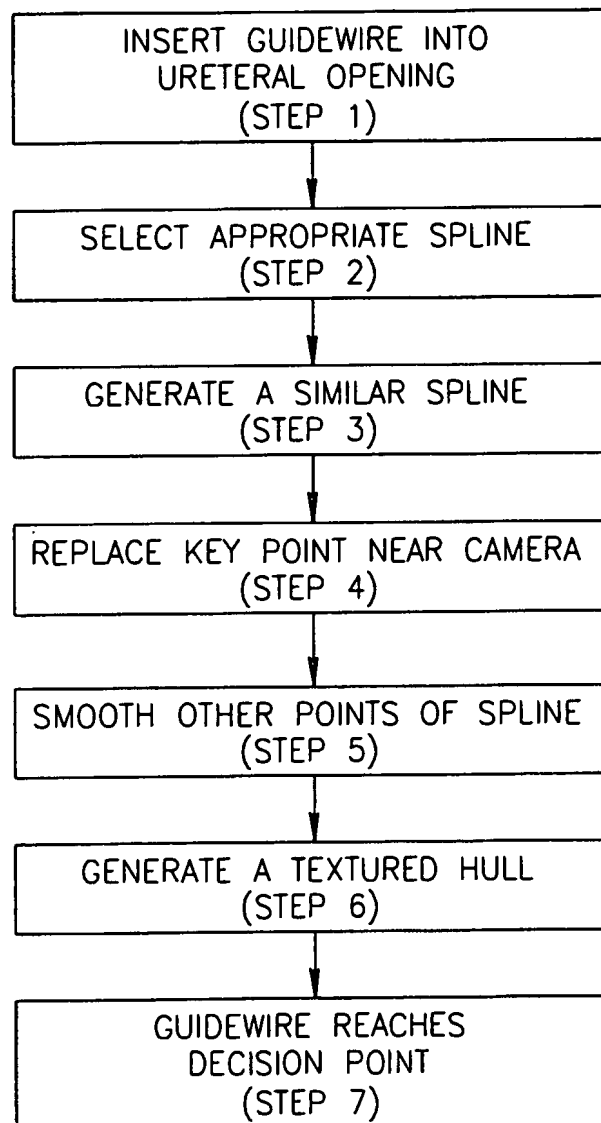 INSERT GUIDEWIRE INTO
URETERAL OPENING
(STEP 1)
SELECT APPROPRIATE SPLINE
(STEP 2)
GENERATE A SIMILAR SPLINE
(STEP 3)
REPLACE KEY POINT NEAR CAMERA
(STEP 4)
SMOOTH OTHER POINTS OF SPLINE
(STEP 5)
GENERATE A TEXTURED HULL
(STEP 6)
GUIDEWIRE REACHES
DECISION POINT
(STEP 7)